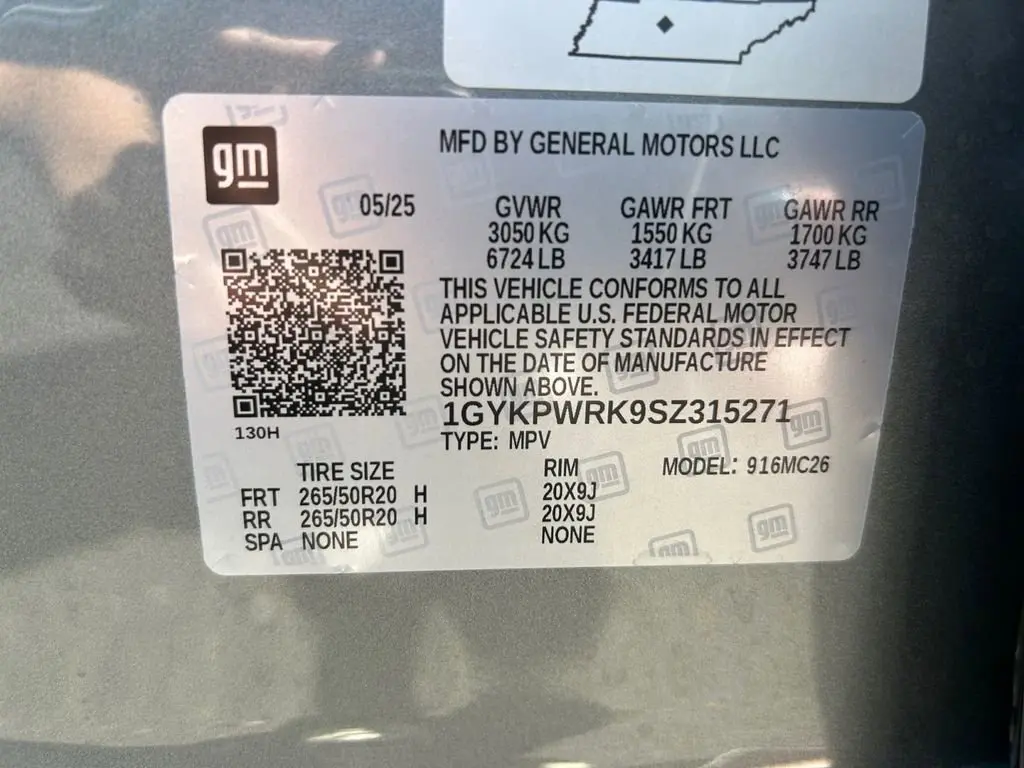 gm
MFD BY GENERAL MOTORS LLC
05/25 GVWR GAWR FRT GAWR RR
3050 KG 1550 KG 1700 KG
6724 LB 3417 LB 3747 LB
THIS VEHICLE CONFORMS TO ALL
APPLICABLE U.S. FEDERAL MOTOR
VEHICLE SAFETY STANDARDS IN EFFECT
ON THE DATE OF MANUFACTURE
SHOWN ABOVE.
1GYKPWRK9SZ315271
130H
TYPE: MPV
TIRE SIZE RIM MODEL: 916MC26
FRT 265/50R20 H 20X9J
RR 265/50R20 H 20X9J
SPA NONE NONE